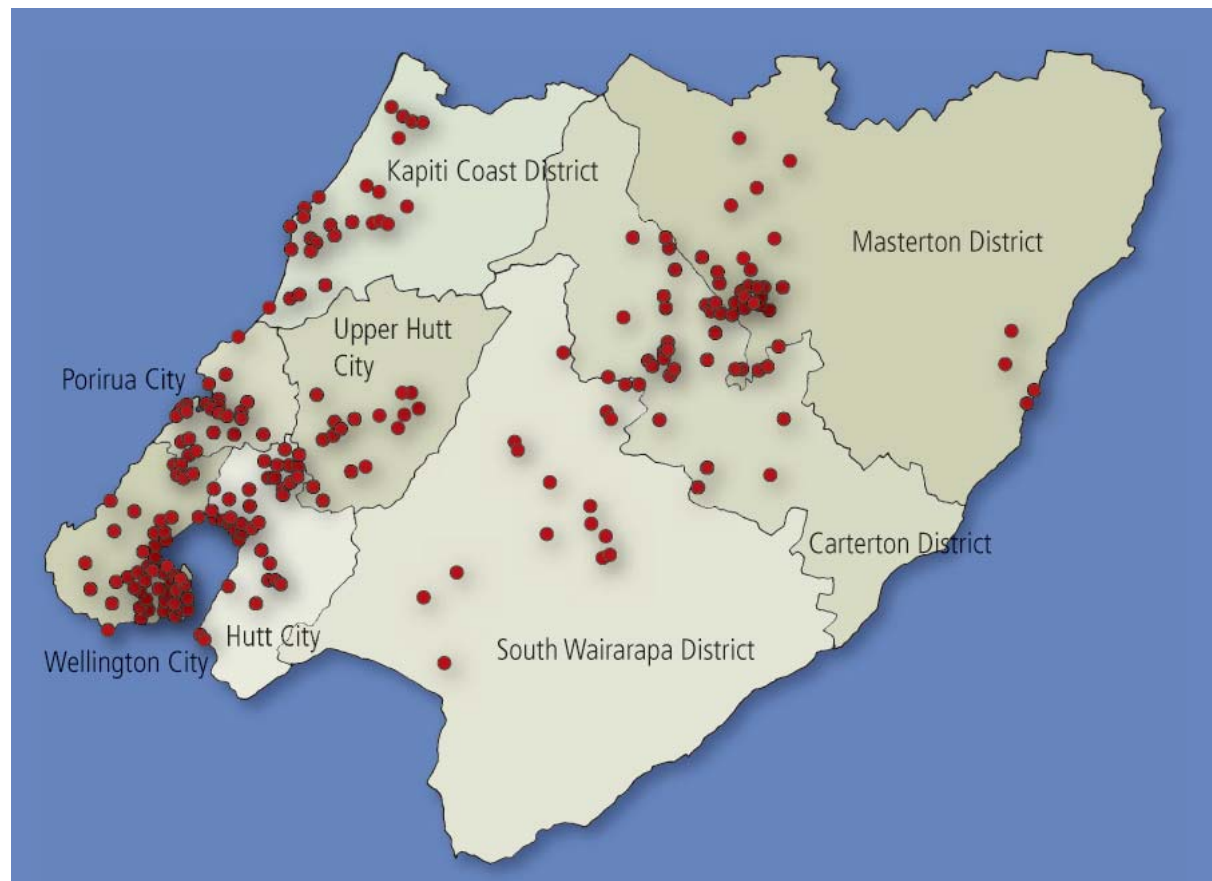 Kapiti Coast District
Masterton District
Upper Hutt
City
Porirua City
Carterton District
Hutt City
South Wairarapa District
Wellington City